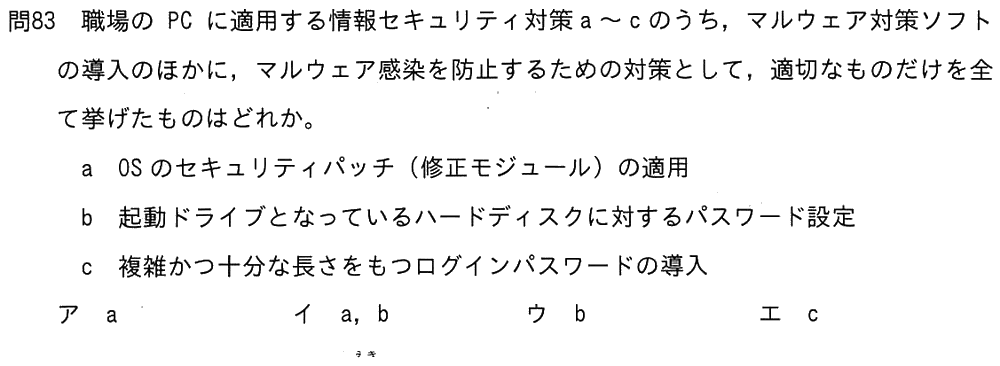 問83 職場の PC に適用する情報セキュリティ対策a～cのうち，マルウェア対策ソフト
の導入のほかに，マルウェア感染を防止するための対策として，適切なものだけを全
て挙げたものはどれか。
a OSのセキュリティパッチ（修正モジュール）の適用
b 起動ドライブとなっているハードディスクに対するパスワード設定
c 複雑かつ十分な長さをもつログインパスワードの導入
ア a イ a，b ウ b エ c